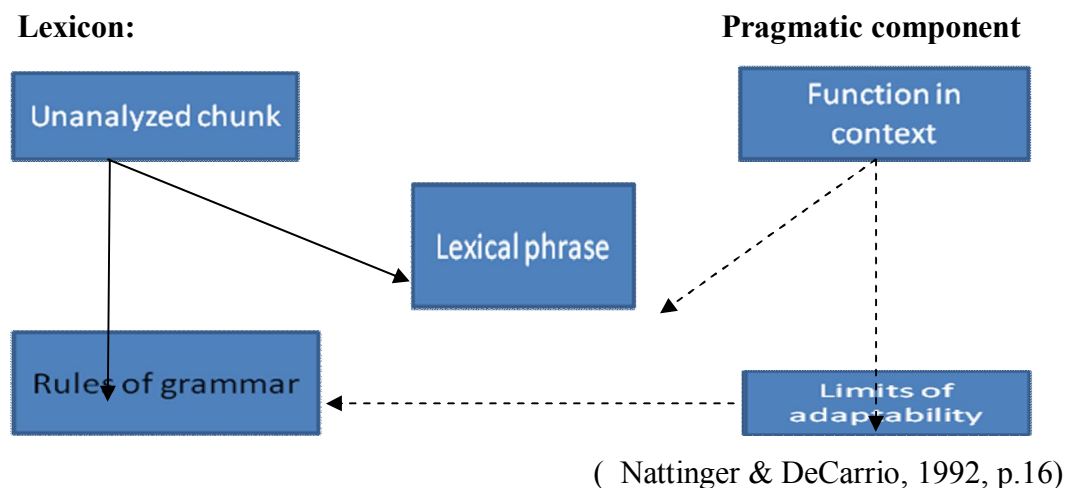 Lexicon:
Pragmatic component
Unanalyzed chunk
Function in
context
Lexical phrase
Rules of grammar
Limits of
adaptability
( Nattinger & DeCarrio, 1992, p.16)